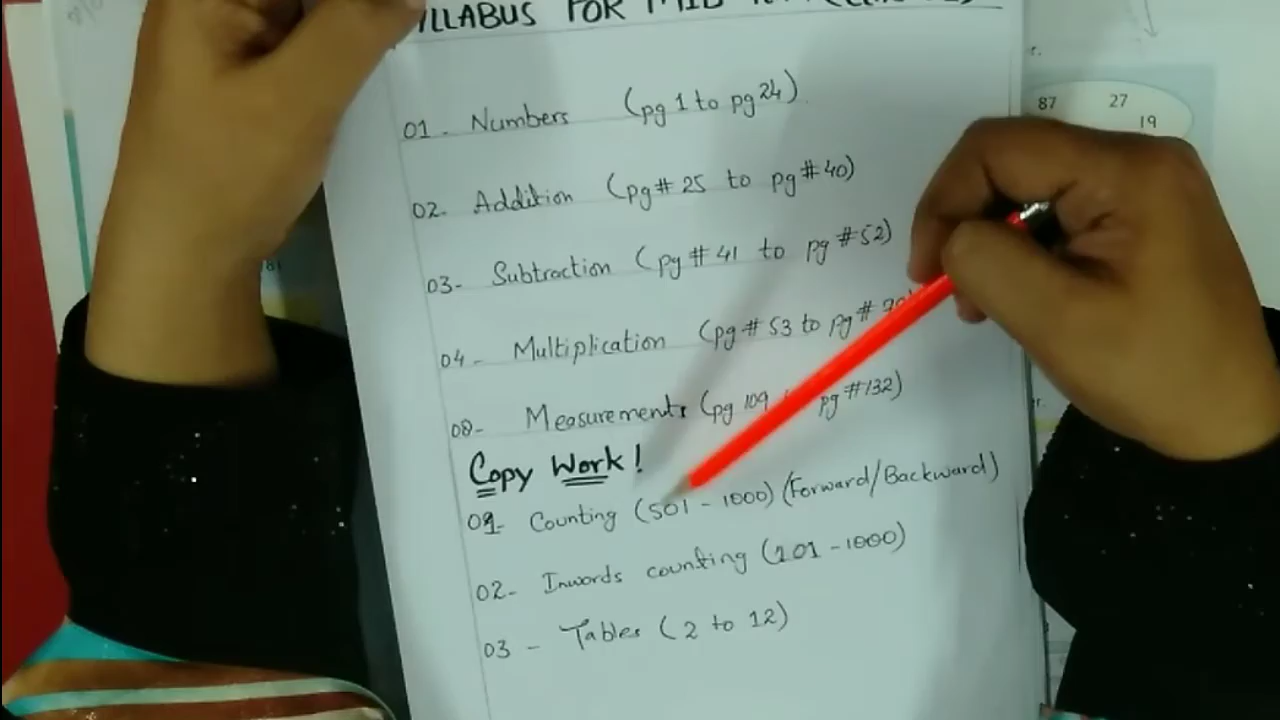 SYLLABUS FOR MID
01. Numbers (pg 1 to pg 24)
02- Addition (pg# 25 to pg #40)
03- Subtraction (pg # 41 to pg #52)
04- Multiplication (pg # 53 to pg #
08- Measurements (pg 109 pg #132)
Copy Work!
01- Counting (501 - 1000) (Forward/Backward)
02- Inwords counting (101 - 1000)
03 - Tables (2 to 12)
87 27
19